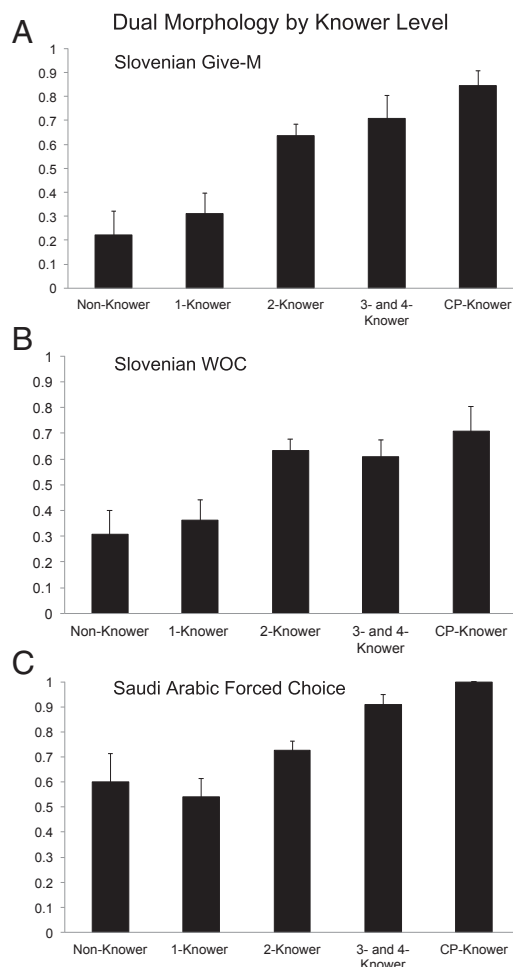 Dual Morphology by Knower Level
A
Slovenian Give-M
1
0.9
0.8
0.7
0.6
0.5
0.4
0.3
0.2
0.1
0
Non-Knower 1-Knower 2-Knower 3- and 4- CP-Knower
Knower
B
Slovenian WOC
1
0.9
0.8
0.7
0.6
0.5
0.4
0.3
0.2
0.1
0
Non-Knower 1-Knower 2-Knower 3- and 4- CP-Knower
Knower
C
Saudi Arabic Forced Choice
1
0.9
0.8
0.7
0.6
0.5
0.4
0.3
0.2
0.1
0
Non-Knower 1-Knower 2-Knower 3- and 4- CP-Knower
Knower